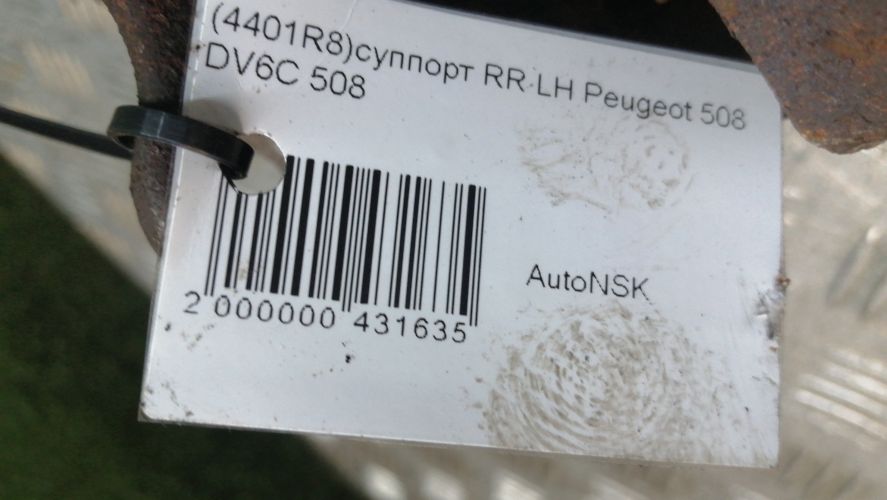 (4401R8)суппорт RR LH Peugeot 508
DV6C 508
AutoNSK
2 000000 431635